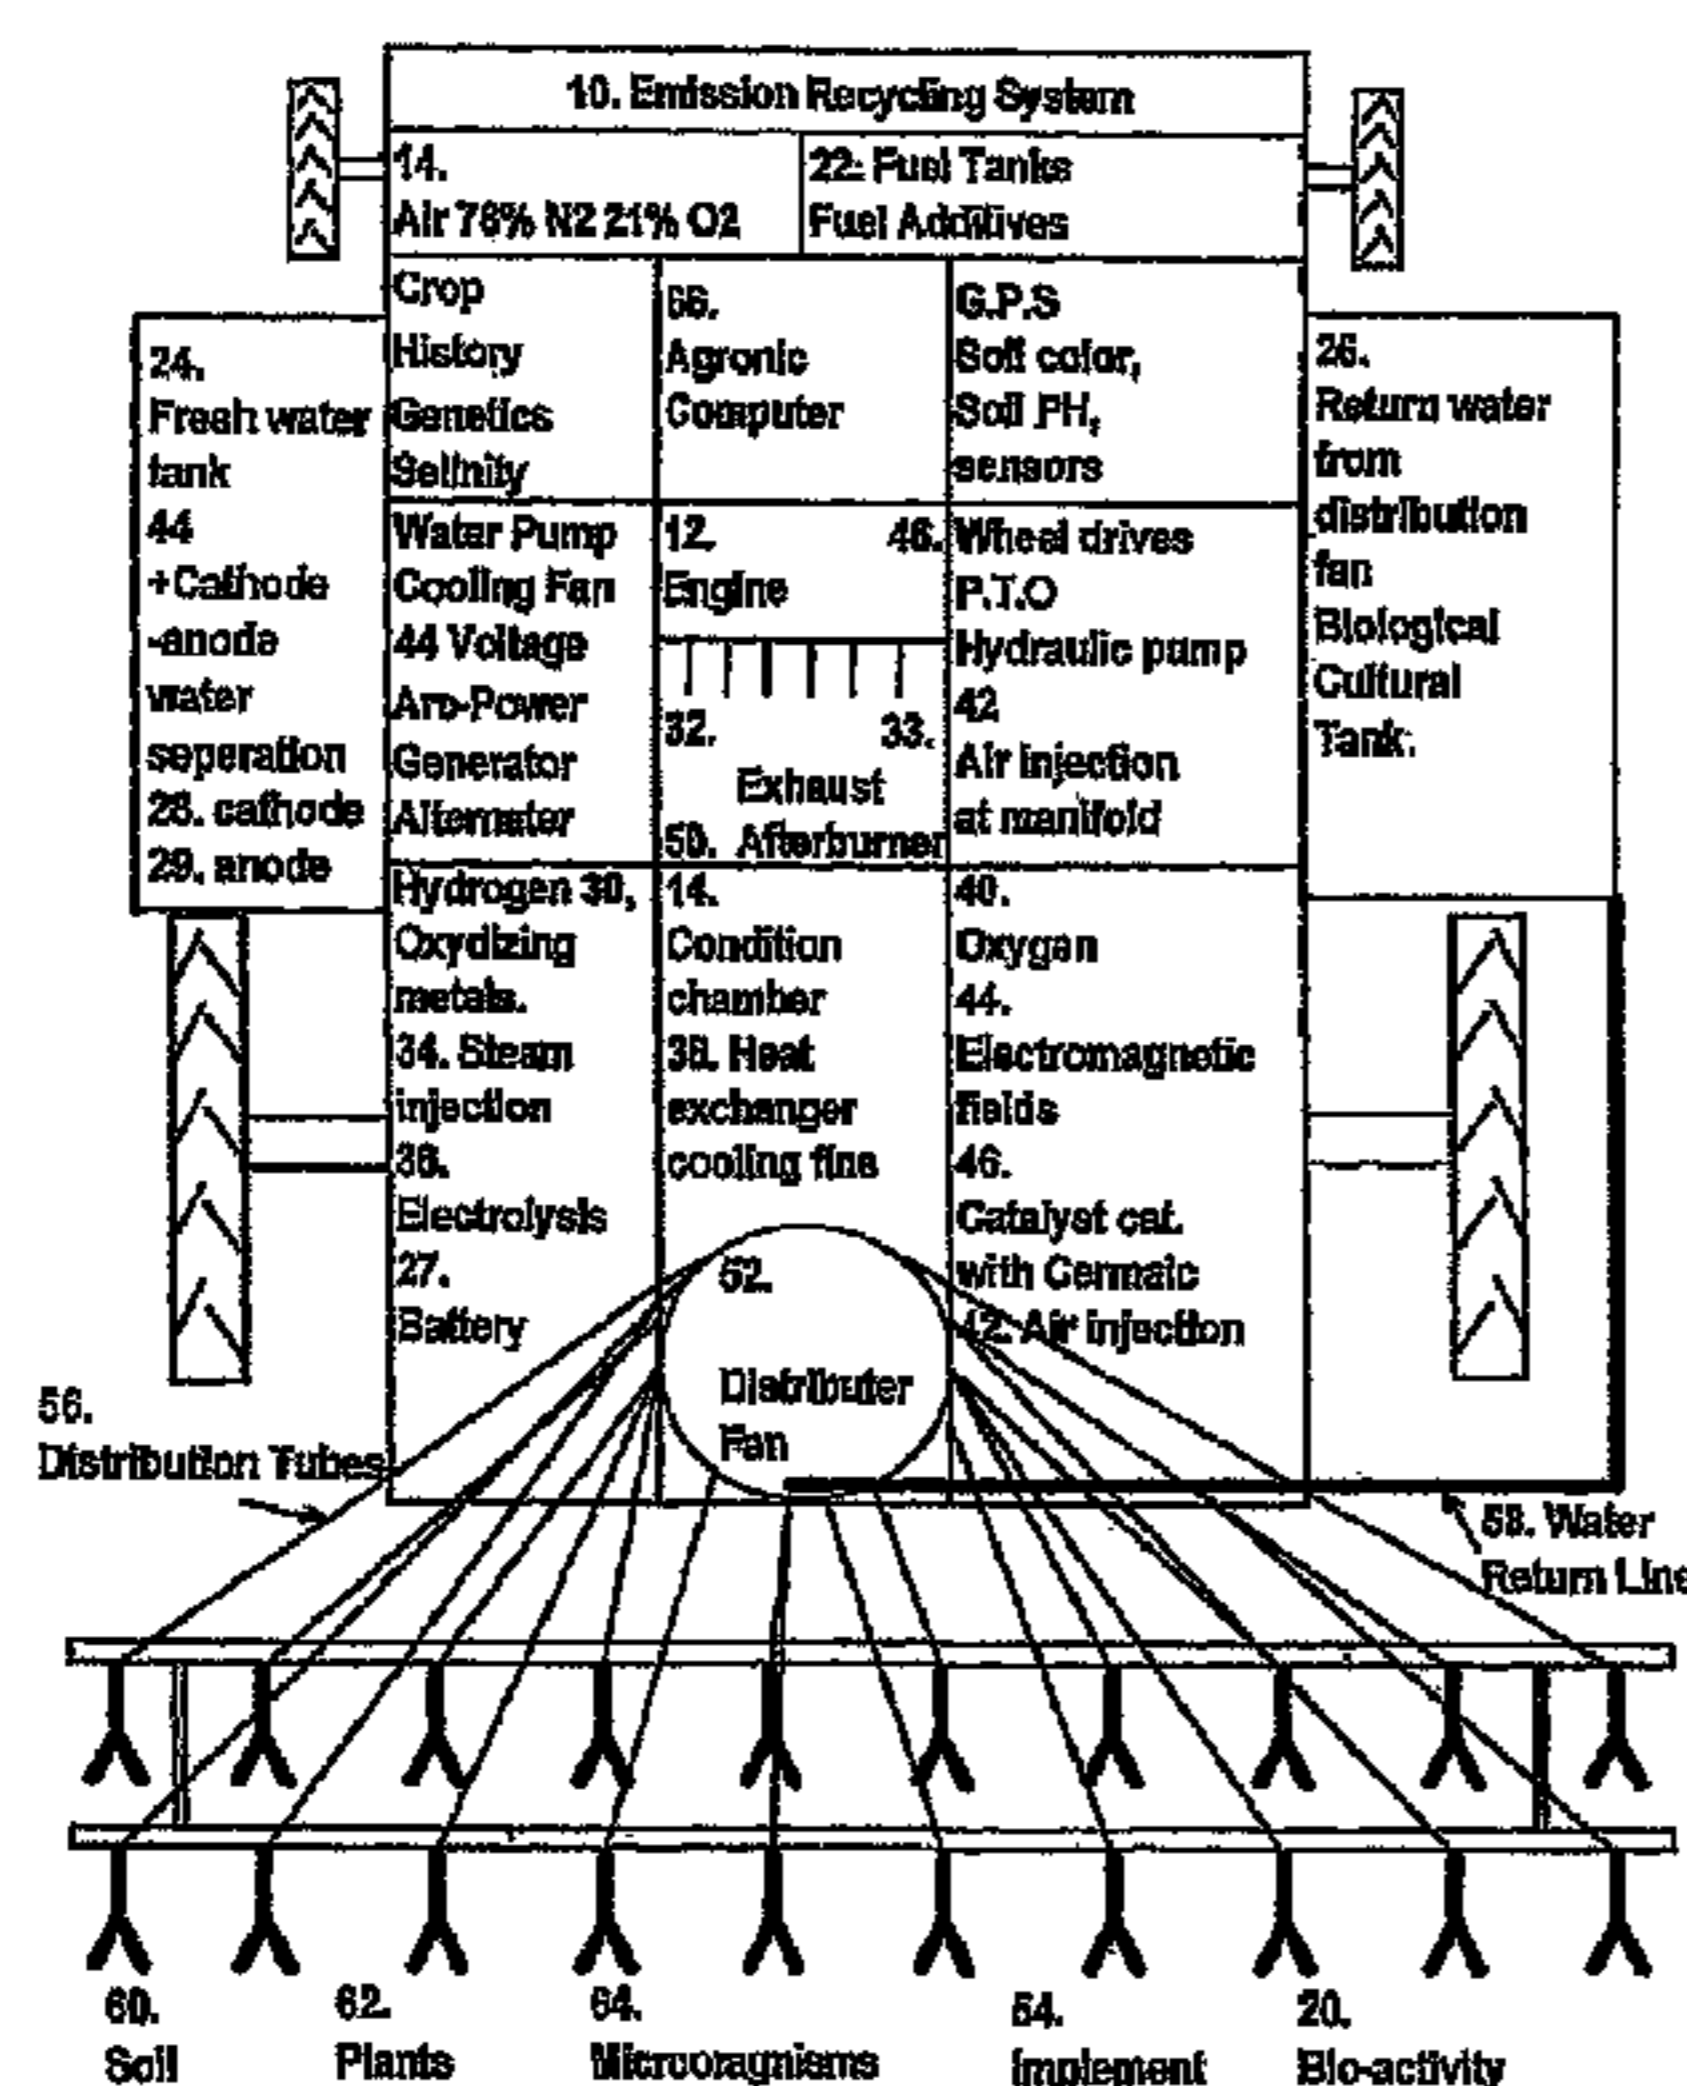 10. Emission Recycling System
14.
Air 78% N2 21% O2
22. Fuel Tanks
Fuel Additives
Crop
History
Genetics
Selinity
66.
Agronic
Computer
G.P.S
Soil color,
Soil PH,
sensors
24.
Fresh water
tank
44
+Cathode
-anode
water
seperation
28. cathode
29. anode
26.
Return water
from
distribution
fan
Biological
Cultural
Tank.
Water Pump
Cooling Fan
44 Voltage
Arc-Power
Generator
Alternater
12.
Engine
46.
32.
33.
Exhaust
50. Afterburner
Wheel drives
P.T.O
Hydraulic pump
42
Air injection
at manifold
Hydrogen 30,
Oxydizing
metals.
34. Steam
injection
36.
Electrolysis
27.
Battery
14.
Condition
chamber
38. Heat
exchanger
cooling fins
40.
Oxygen
44.
Electromagnetic
fields
46.
Catalyst cat.
with Cermaic
42. Air injection
52.
Distributer
Fan
56.
Distribution Tubes
58. Water
Return Line
60.
Soil
62.
Plants
64.
Microoragnisms
54.
Implement
20.
Bio-activity